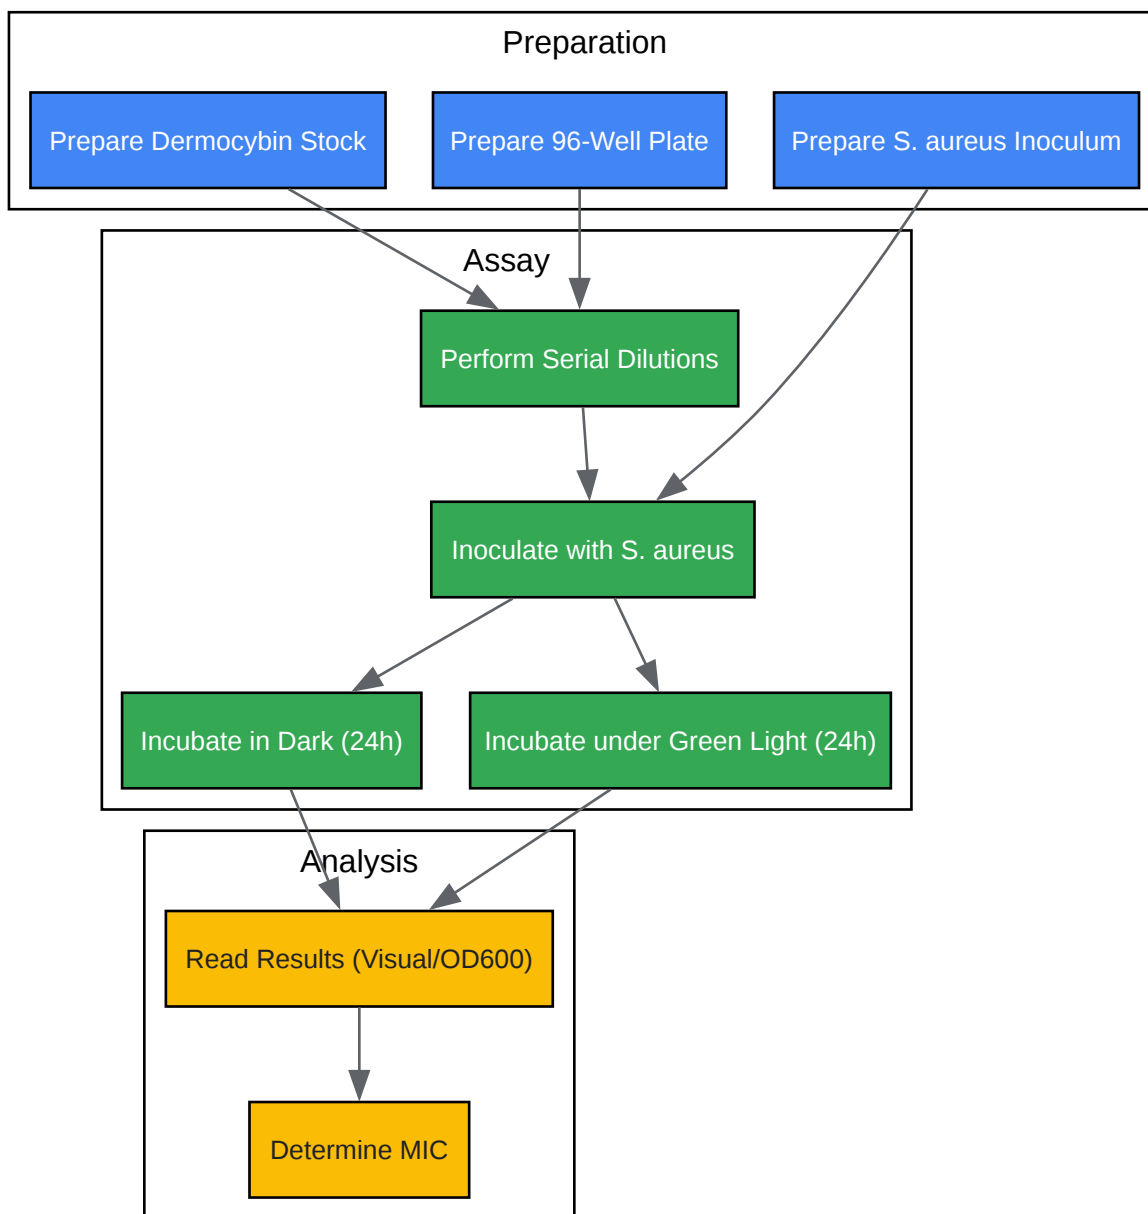 Preparation
Prepare Dermocybin Stock
Prepare 96-Well Plate
Prepare S. aureus Inoculum
Assay
Perform Serial Dilutions
Inoculate with S. aureus
Incubate in Dark (24h)
Incubate under Green Light (24h)
Analysis
Read Results (Visual/OD600)
Determine MIC